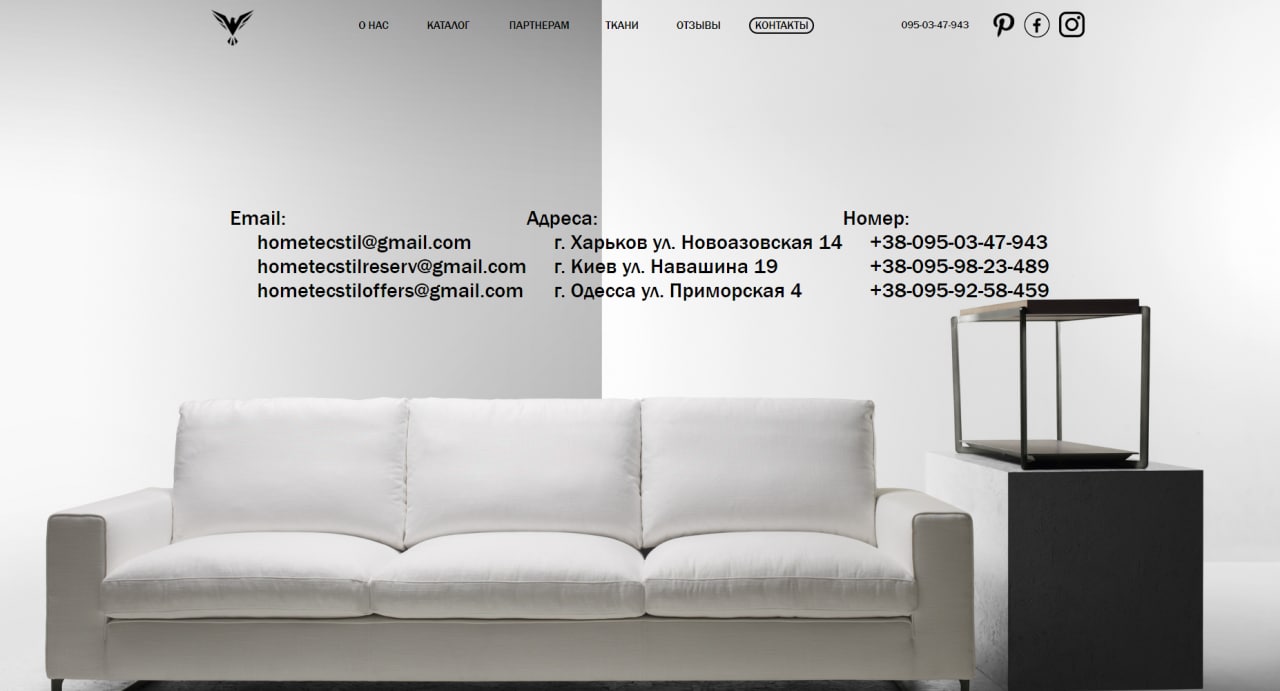 О НАС КАТАЛОГ ПАРТНЕРАМ ТКАНИ ОТЗЫВЫ КОНТАКТЫ 095-03-47-943
Email:
hometecstil@gmail.com
hometecstilreserv@gmail.com
hometecstiloffers@gmail.com
Адреса:
г. Харьков ул. Новоазовская 14
г. Киев ул. Навашина 19
г. Одесса ул. Приморская 4
Номер:
+38-095-03-47-943
+38-095-98-23-489
+38-095-92-58-459